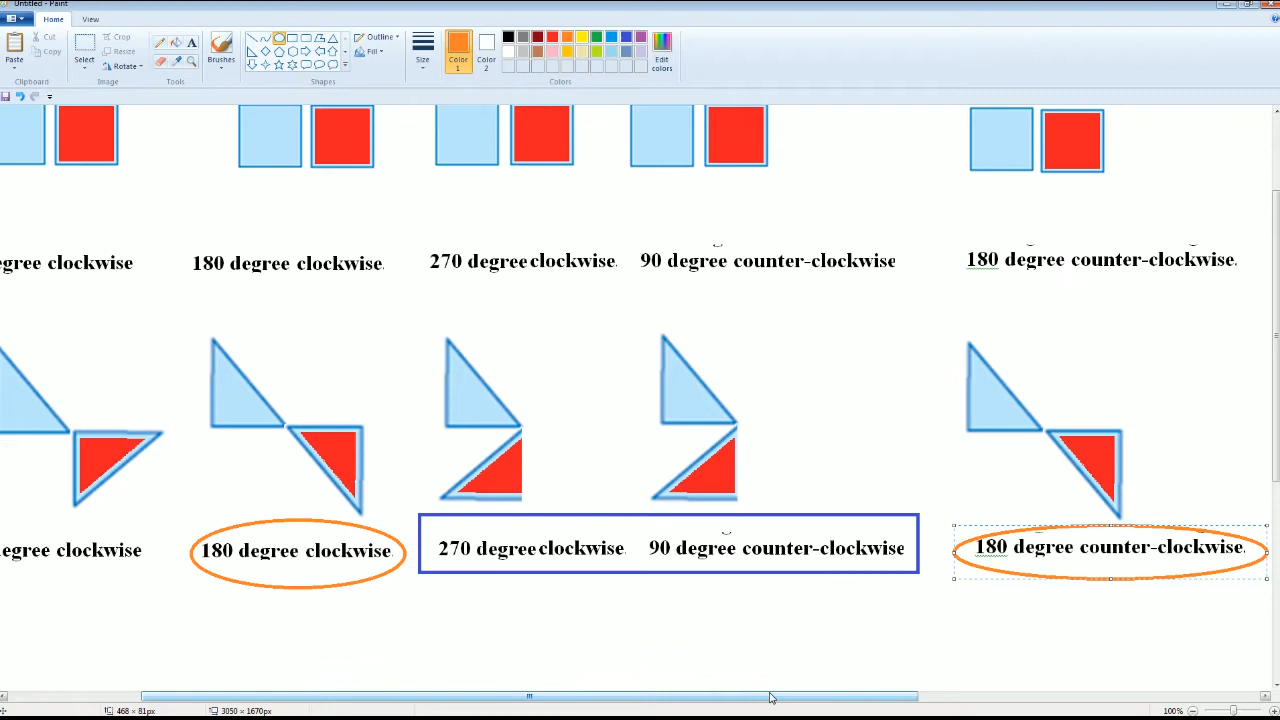 Untitled - Paint
Home View
Paste Cut Copy Clipboard
Select Crop Resize Rotate Image
Tools
Brushes
Outline Fill Shapes
Size
Color 1
Color 2
Edit colors
Colors
egree clockwise 180 degree clockwise. 270 degree clockwise. 90 degree counter-clockwise 180 degree counter-clockwise.
egree clockwise 180 degree clockwise. 270 degree clockwise. 90 degree counter-clockwise 180 degree counter-clockwise.
468 × 81px 3050 × 1670px 100%